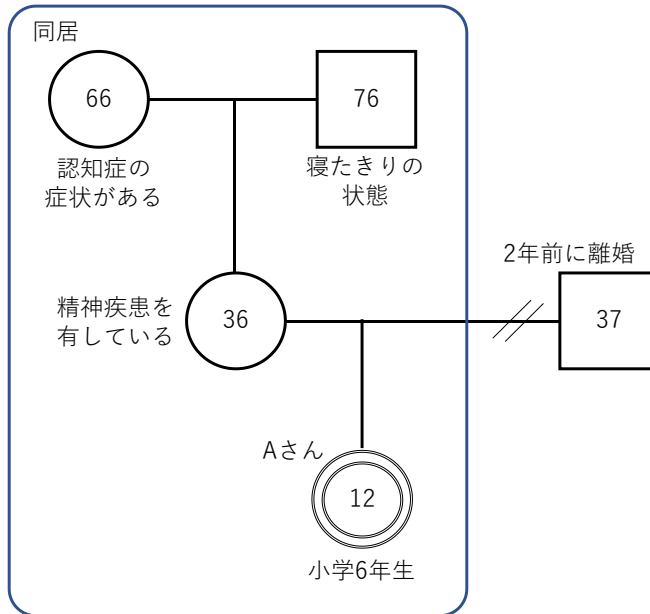 同居
66
76
認知症の
症状がある
寝たきりの
状態
2年前に離婚
精神疾患を
有している
36
37
Aさん
12
小学6年生